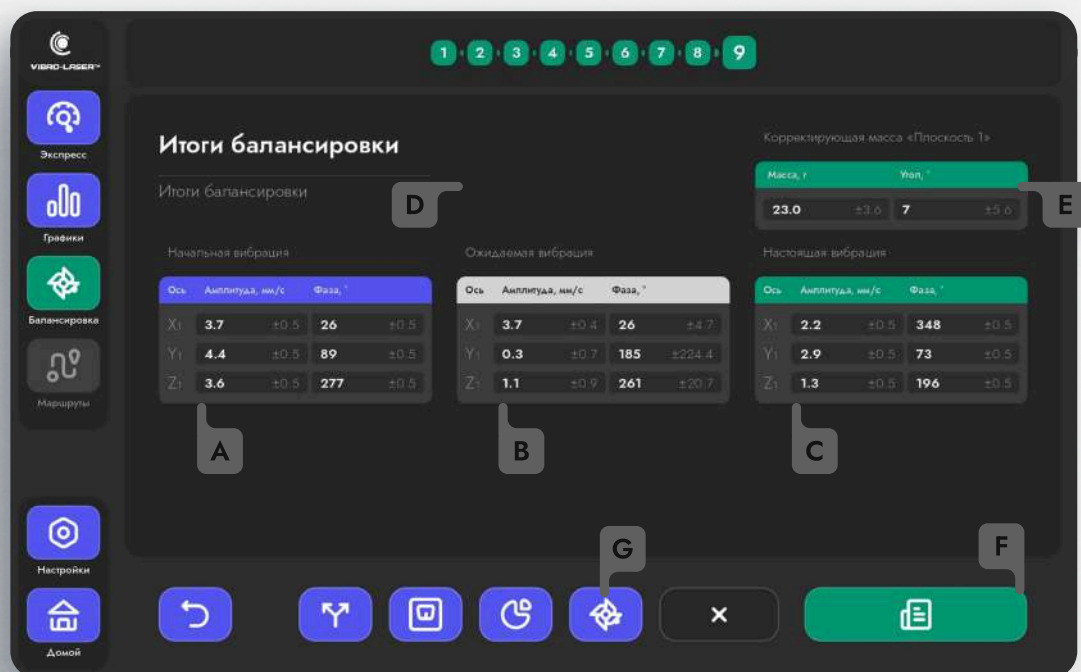 VIBRO-LASER™
1 2 3 4 5 6 7 8 9
Экспресс
Графики
Балансировка
Маршруты
Настройки
Домой
Итоги балансировки
Итоги балансировки
D
Корректирующая масса «Плоскость 1»
Масса, г Угол, °
23.0 ±3.6 7 ±5.6
E
Начальная вибрация
Ось Амплитуда, мм/с Фаза, °
X1 3.7 ±0.5 26 ±0.5
Y1 4.4 ±0.5 89 ±0.5
Z1 3.6 ±0.5 277 ±0.5
A
Ожидаемая вибрация
Ось Амплитуда, мм/с Фаза, °
X1 3.7 ±0.4 26 ±4.7
Y1 0.3 ±0.7 185 ±224.4
Z1 1.1 ±0.9 261 ±20.7
B
Настоящая вибрация
Ось Амплитуда, мм/с Фаза, °
X1 2.2 ±0.5 348 ±0.5
Y1 2.9 ±0.5 73 ±0.5
Z1 1.3 ±0.5 196 ±0.5
C
G
F